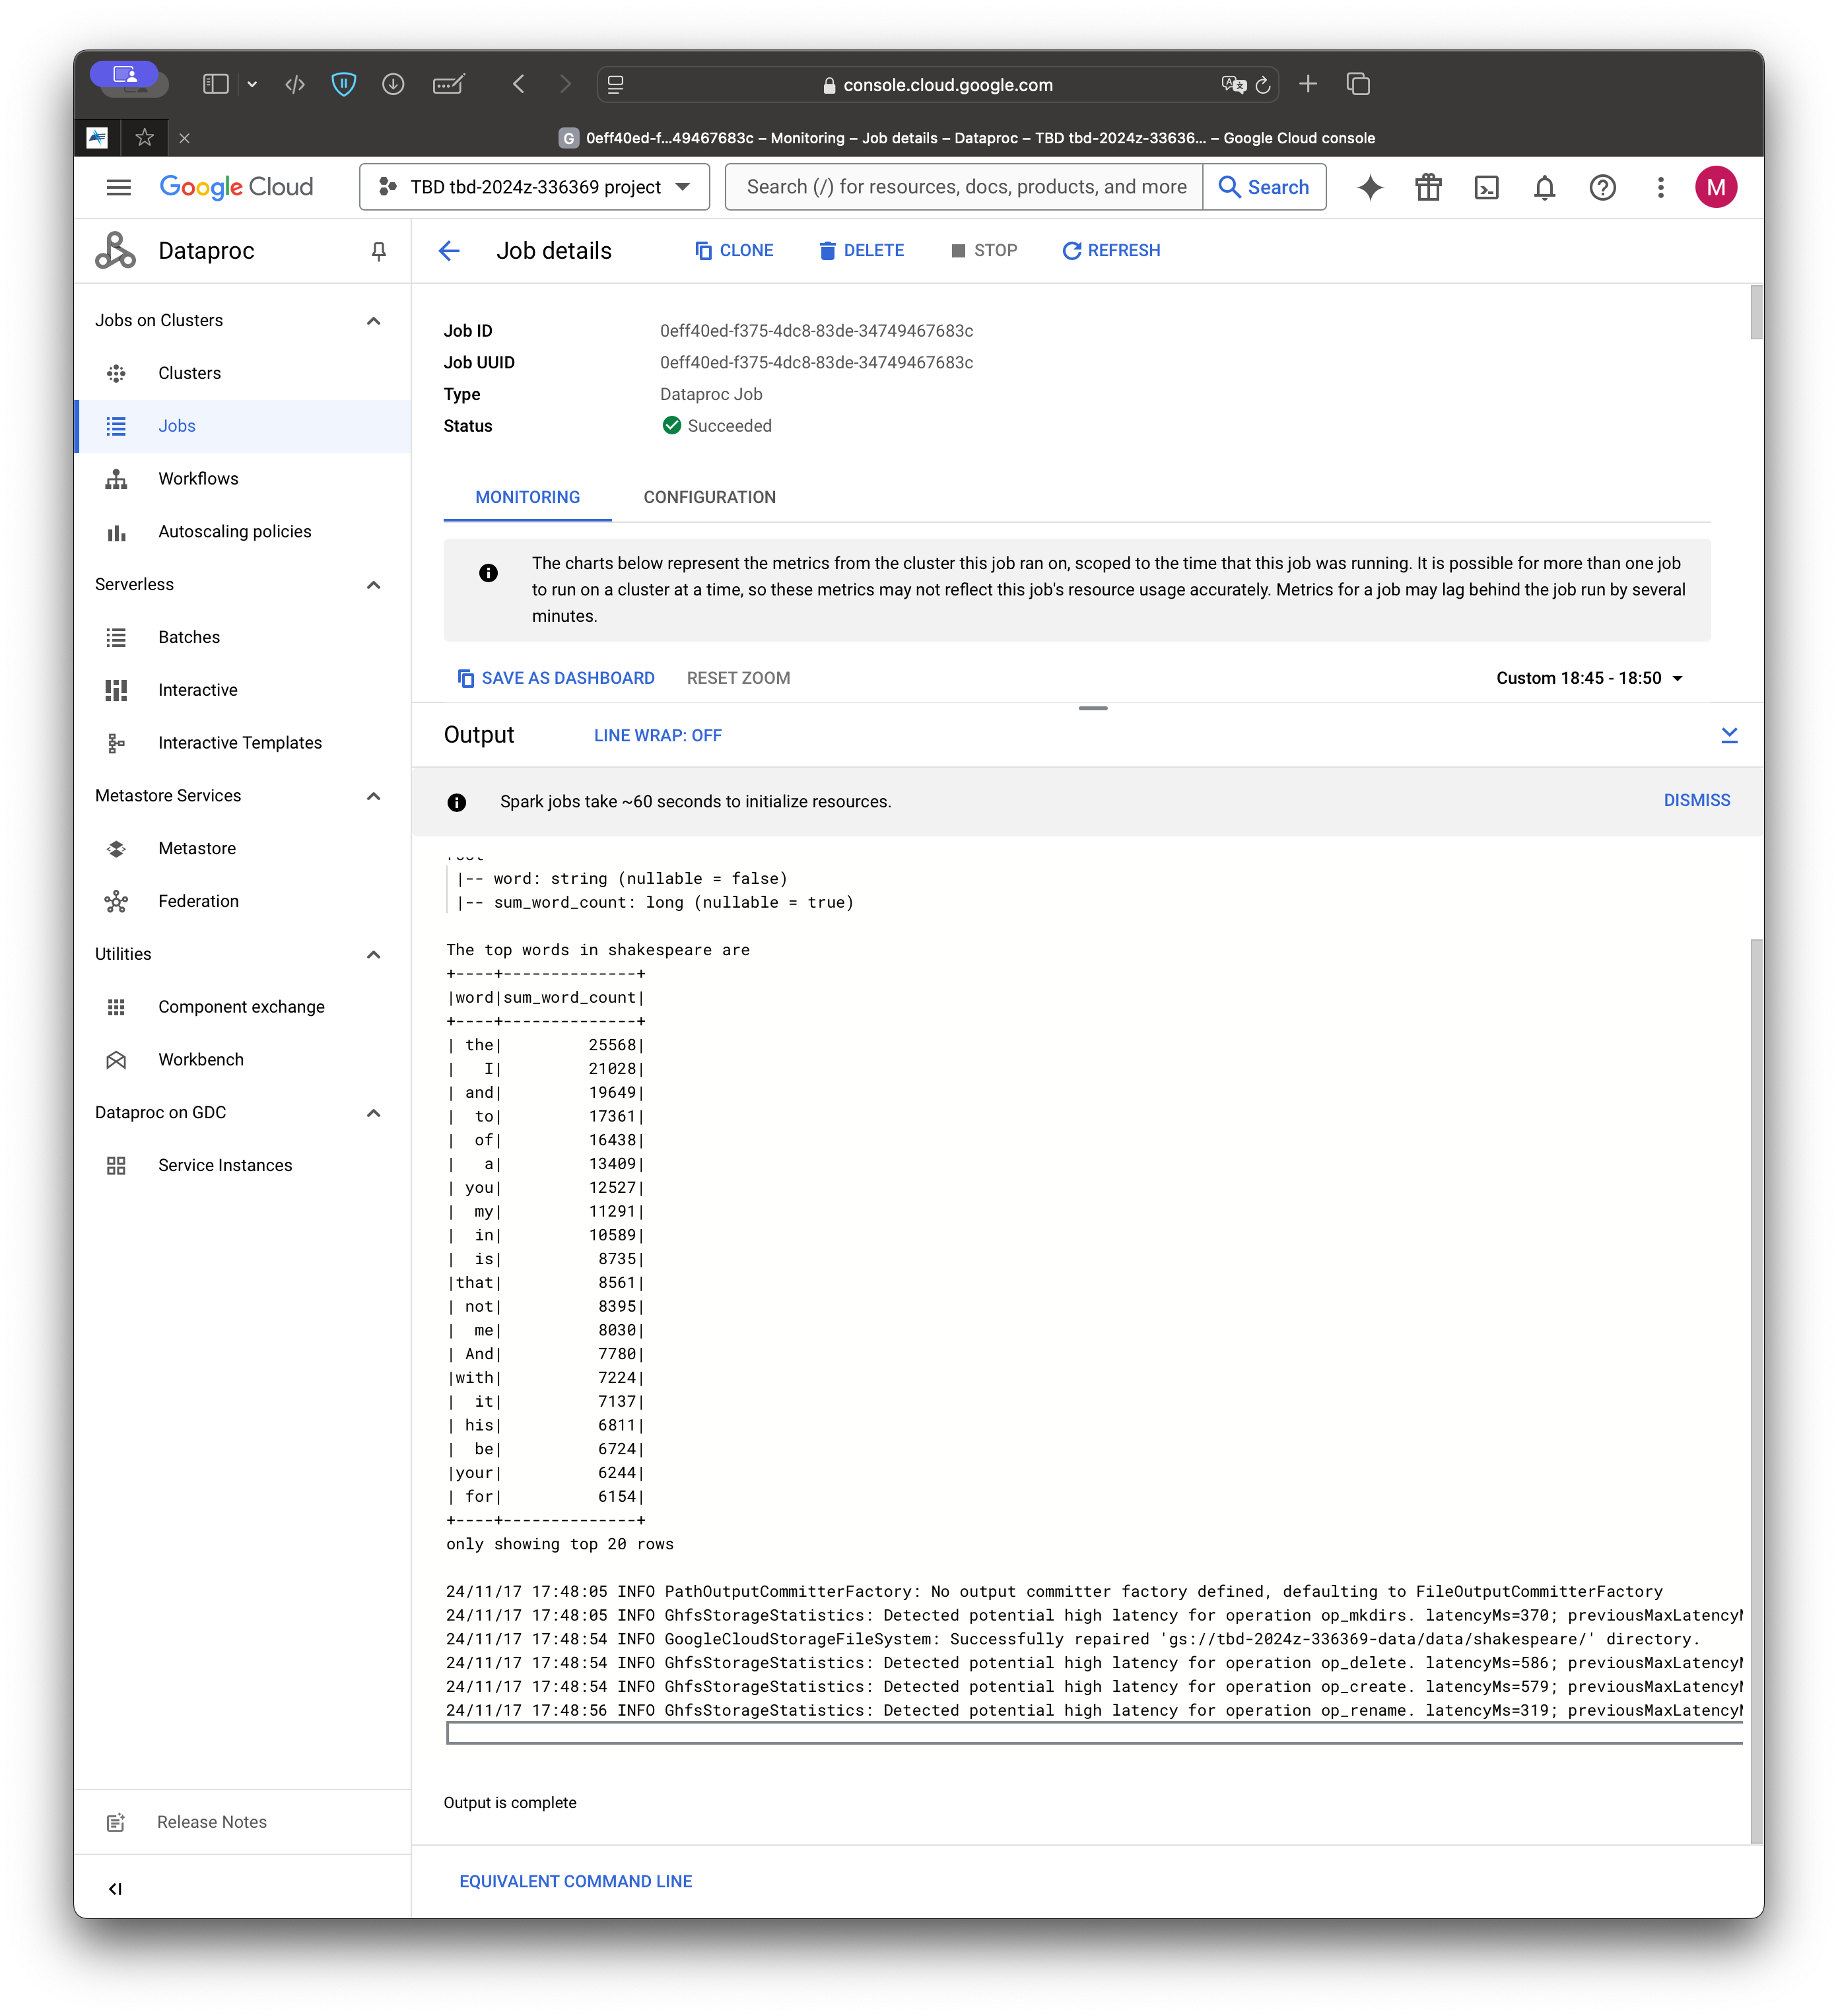 console.cloud.google.com
G 0eff40ed-f...49467683c – Monitoring – Job details – Dataproc – TBD tbd-2024z-33636... – Google Cloud console
Google Cloud
TBD tbd-2024z-336369 project
Search (/) for resources, docs, products, and more
Search
M
Dataproc
Job details
CLONE
DELETE
STOP
REFRESH
Jobs on Clusters
Clusters
Jobs
Workflows
Autoscaling policies
Serverless
Batches
Interactive
Interactive Templates
Metastore Services
Metastore
Federation
Utilities
Component exchange
Workbench
Dataproc on GDC
Service Instances
Release Notes
Job ID 0eff40ed-f375-4dc8-83de-34749467683c
Job UUID 0eff40ed-f375-4dc8-83de-34749467683c
Type Dataproc Job
Status Succeeded
MONITORING CONFIGURATION
The charts below represent the metrics from the cluster this job ran on, scoped to the time that this job was running. It is possible for more than one job
to run on a cluster at a time, so these metrics may not reflect this job's resource usage accurately. Metrics for a job may lag behind the job run by several
minutes.
SAVE AS DASHBOARD RESET ZOOM Custom 18:45 - 18:50
Output LINE WRAP: OFF
Spark jobs take ~60 seconds to initialize resources. DISMISS
|-- word: string (nullable = false)
|-- sum_word_count: long (nullable = true)
The top words in shakespeare are
+----+--------------+
|word|sum_word_count|
+----+--------------+
| the|         25568|
|   I|         21028|
| and|         19649|
|  to|         17361|
|  of|         16438|
|   a|         13409|
| you|         12527|
|  my|         11291|
|  in|         10589|
|  is|          8735|
|that|          8561|
| not|          8395|
|  me|          8030|
| And|          7780|
|with|          7224|
|  it|          7137|
| his|          6811|
|  be|          6724|
|your|          6244|
| for|          6154|
+----+--------------+
only showing top 20 rows
24/11/17 17:48:05 INFO PathOutputCommitterFactory: No output committer factory defined, defaulting to FileOutputCommitterFactory
24/11/17 17:48:05 INFO GhfsStorageStatistics: Detected potential high latency for operation op_mkdirs. latencyMs=370; previousMaxLatency
24/11/17 17:48:54 INFO GoogleCloudStorageFileSystem: Successfully repaired 'gs://tbd-2024z-336369-data/data/shakespeare/' directory.
24/11/17 17:48:54 INFO GhfsStorageStatistics: Detected potential high latency for operation op_delete. latencyMs=586; previousMaxLatency
24/11/17 17:48:54 INFO GhfsStorageStatistics: Detected potential high latency for operation op_create. latencyMs=579; previousMaxLatency
24/11/17 17:48:56 INFO GhfsStorageStatistics: Detected potential high latency for operation op_rename. latencyMs=319; previousMaxLatency
Output is complete
EQUIVALENT COMMAND LINE